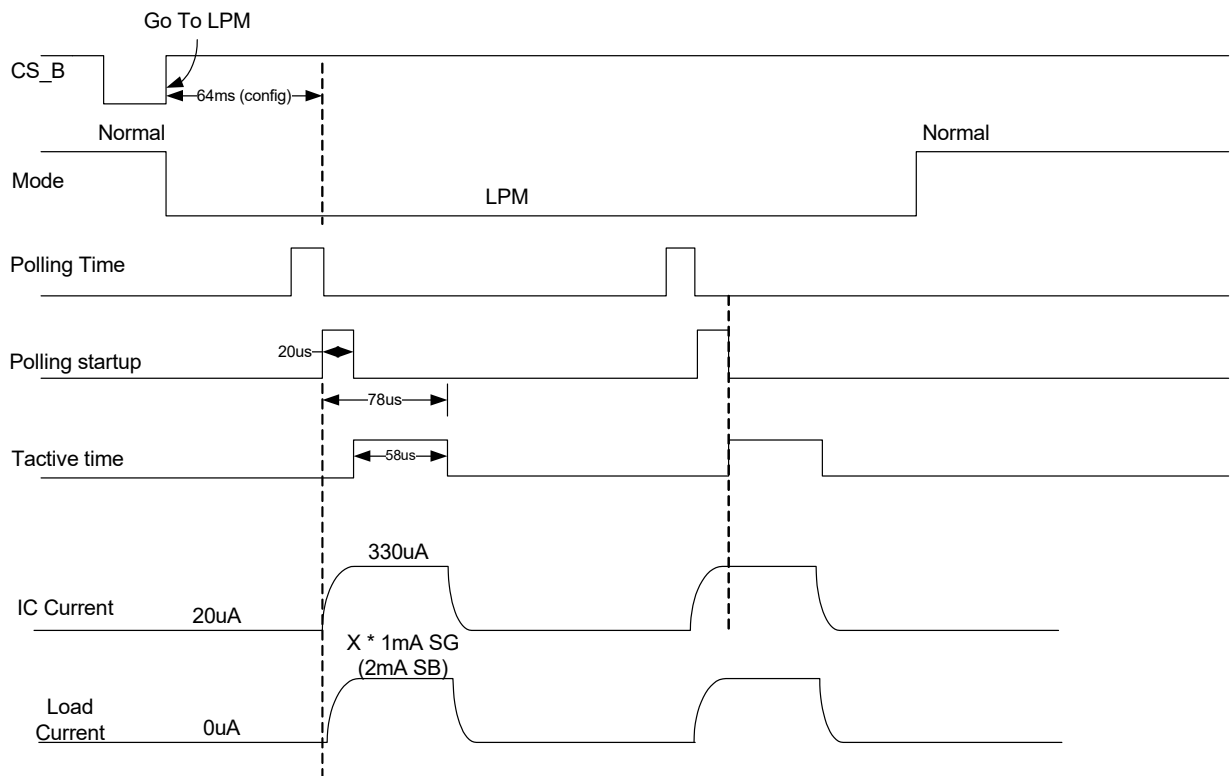 Go To LPM
CS_B
64ms (config)
Normal
Normal
Mode
LPM
Polling Time
20us
Polling startup
78us
Tactive time
58us
330uA
IC Current
20uA
X * 1mA SG
(2mA SB)
Load
Current
0uA